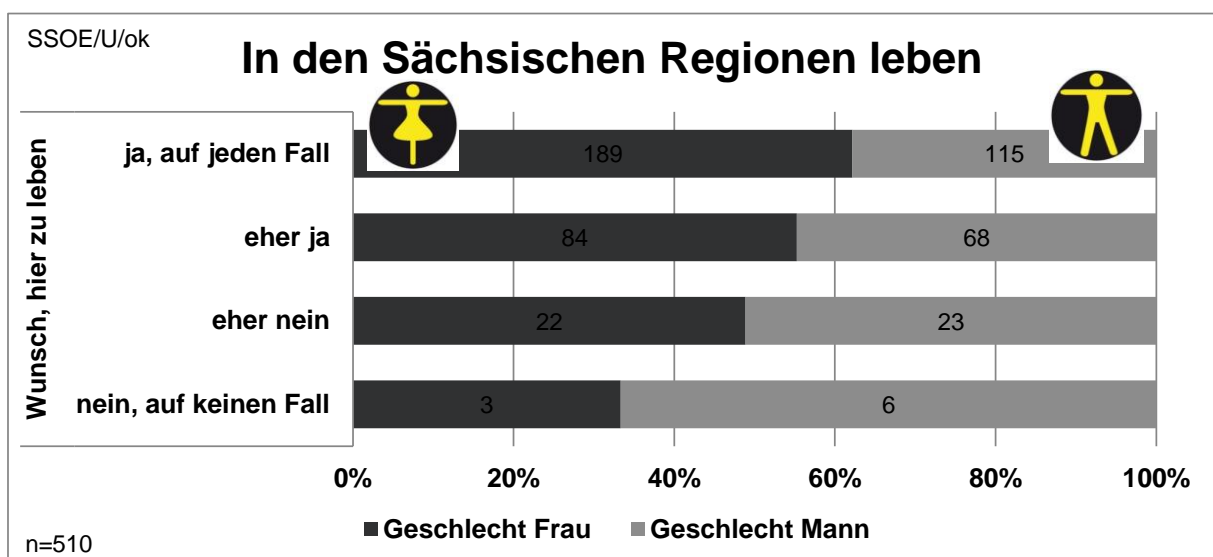 SSOE/U/ok
In den Sächsischen Regionen leben
Wunsch, hier zu leben
ja, auf jeden Fall
189 115
eher ja
84 68
eher nein
22 23
nein, auf keinen Fall
3 6
0% 20% 40% 60% 80% 100%
Geschlecht Frau Geschlecht Mann
n=510